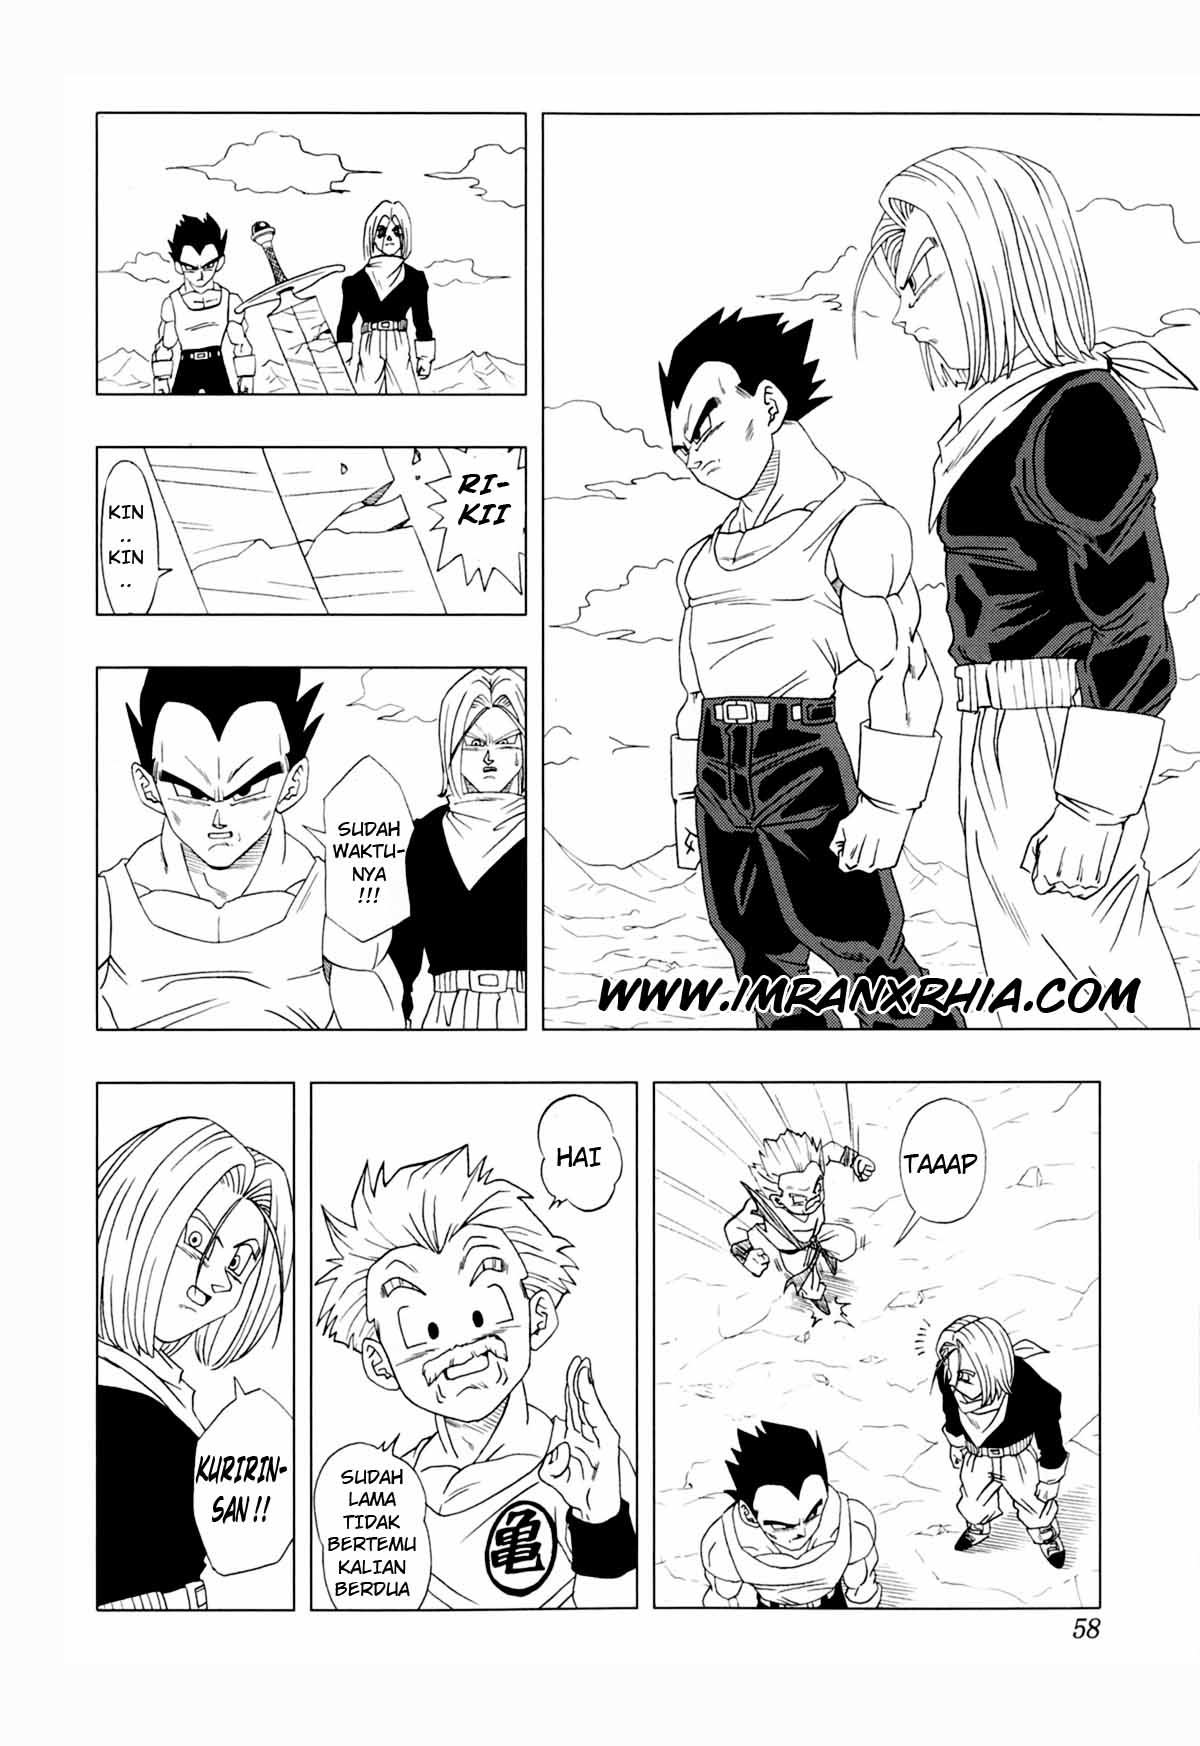 WWW.IMRANXRHIA.COM
RI-
KII
KIN
..
KIN
..
SUDAH
WAKTU-
NYA
!!!
TAAAP
HAI
SUDAH
LAMA
TIDAK
BERTEMU
KALIAN
BERDUA
亀
KURIRIN-
SAN!!
58